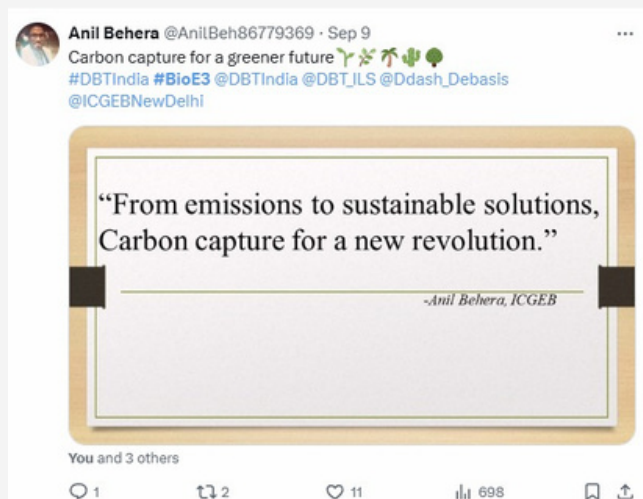 Anil Behera @AnilBeh86779369 · Sep 9
Carbon capture for a greener future
#DBTIndia #BioE3 @DBTIndia @DBT_ILS @Ddash_Debasis
@ICGEBNewDelhi
“From emissions to sustainable solutions,
Carbon capture for a new revolution.”
-Anil Behera, ICGEB
You and 3 others
1 2 11 698